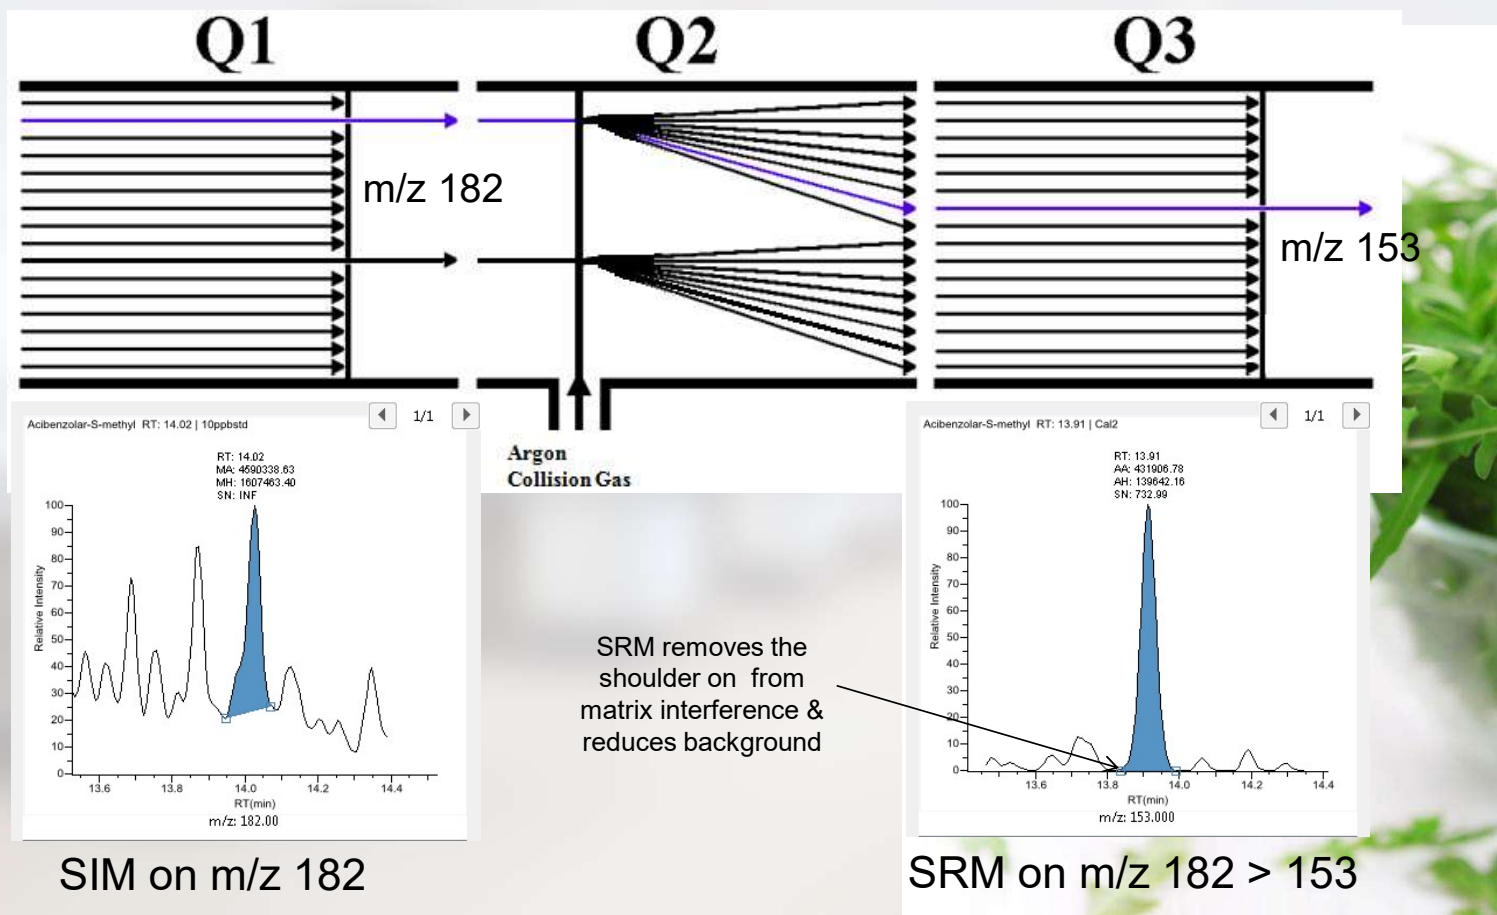 Q1
Q2
Q3
m/z 182
m/z 153
Argon
Collision Gas
Acibenzolar-S-methyl RT: 14.02 | 10ppbstd
1/1
RT: 14.02
MA: 4590338.63
MH: 1607463.40
SN: INF
Relative Intensity
100
90
80
70
60
50
40
30
20
10
0
13.6 13.8 14.0 14.2 14.4
RT(min)
m/z: 182.00
SIM on m/z 182
SRM removes the
shoulder on from
matrix interference &
reduces background
Acibenzolar-S-methyl RT: 13.91 | Cal2
1/1
RT: 13.91
AA: 431906.78
AH: 139642.16
SN: 732.99
Relative Intensity
100
90
80
70
60
50
40
30
20
10
0
13.6 13.8 14.0 14.2 14.4
RT(min)
m/z: 153.000
SRM on m/z 182 > 153